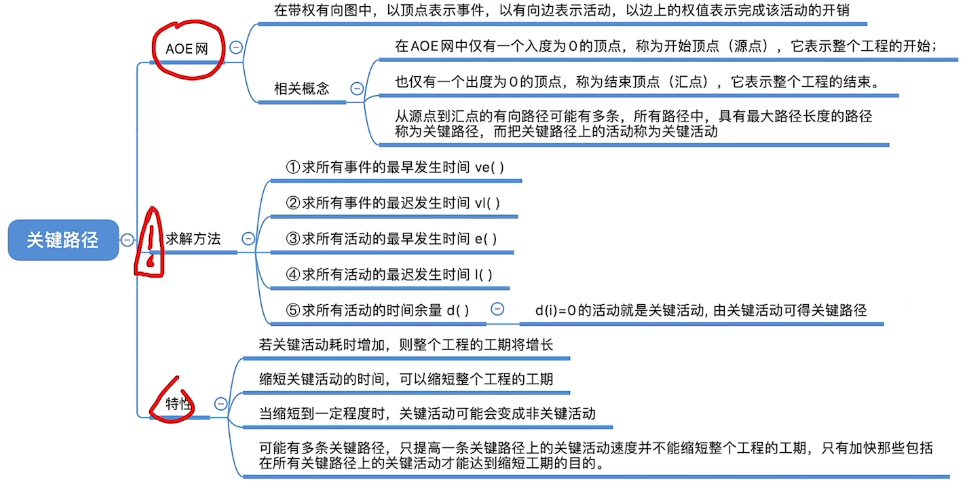 关键路径
AOE网
在带权有向图中，以顶点表示事件，以有向边表示活动，以边上的权值表示完成该活动的开销
相关概念
在AOE网中仅有一个入度为0的顶点，称为开始顶点（源点），它表示整个工程的开始；
也仅有一个出度为0的顶点，称为结束顶点（汇点），它表示整个工程的结束。
从源点到汇点的有向路径可能有多条，所有路径中，具有最大路径长度的路径
称为关键路径，而把关键路径上的活动称为关键活动
求解方法
①求所有事件的最早发生时间 ve( )
②求所有事件的最迟发生时间 vl( )
③求所有活动的最早发生时间 e( )
④求所有活动的最迟发生时间 l( )
⑤求所有活动的时间余量 d( )
d(i)=0的活动就是关键活动, 由关键活动可得关键路径
特性
若关键活动耗时增加，则整个工程的工期将增长
缩短关键活动的时间，可以缩短整个工程的工期
当缩短到一定程度时，关键活动可能会变成非关键活动
可能有多条关键路径，只提高一条关键路径上的关键活动速度并不能缩短整个工程的工期，只有加快那些包括
在所有关键路径上的关键活动才能达到缩短工期的目的。